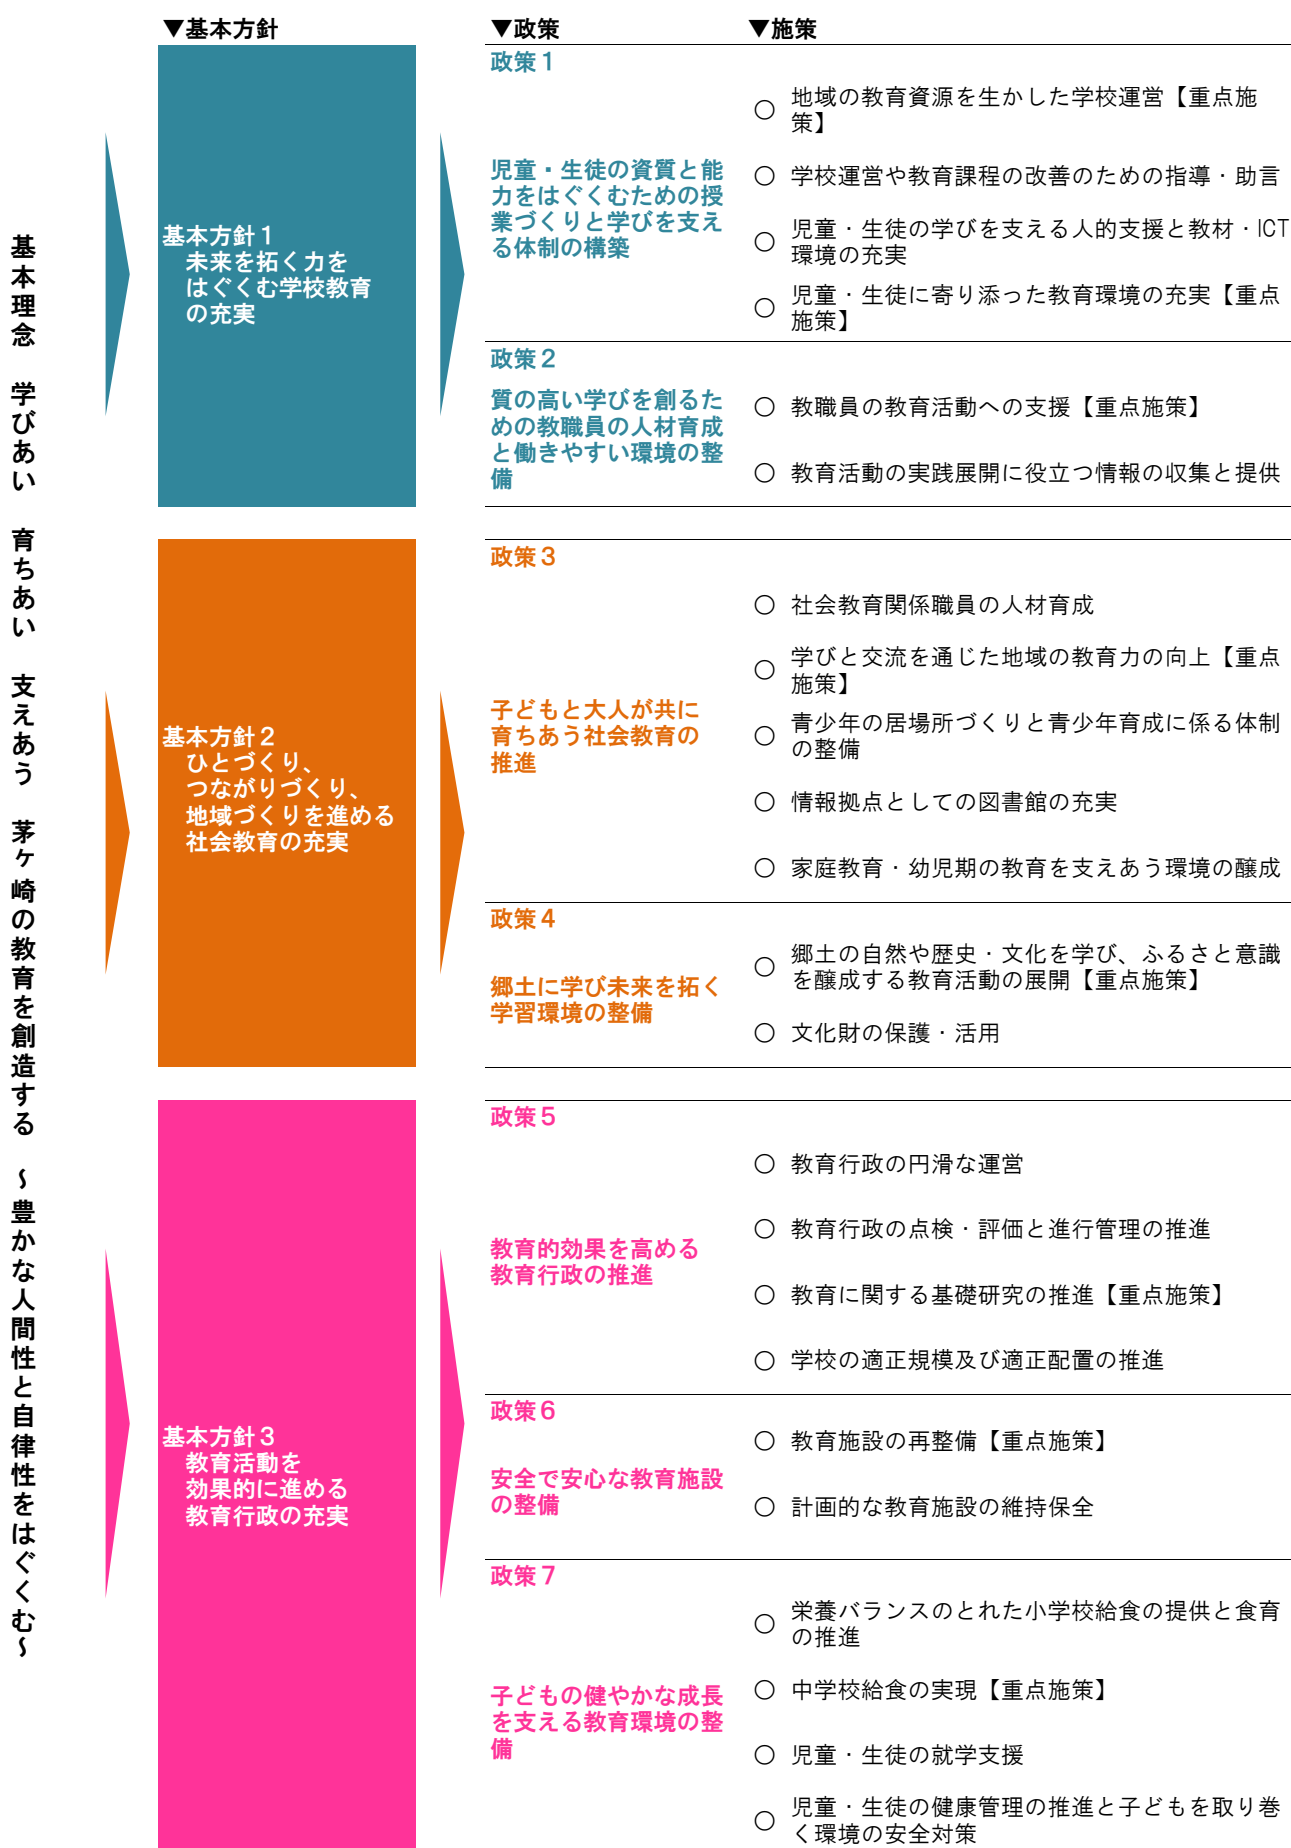 ▼基本方針
▼政策
▼施策
基本理念　学びあい　育ちあい　支えあう　茅ヶ崎の教育を創造する　～豊かな人間性と自律性をはぐくむ～
基本方針１
未来を拓く力を
はぐくむ学校教育
の充実
政策１
児童・生徒の資質と能
力をはぐくむための授
業づくりと学びを支え
る体制の構築
○ 地域の教育資源を生かした学校運営【重点施
策】
○ 学校運営や教育課程の改善のための指導・助言
○ 児童・生徒の学びを支える人的支援と教材・ICT
環境の充実
○ 児童・生徒に寄り添った教育環境の充実【重点
施策】
政策２
質の高い学びを創るた
めの教職員の人材育成
と働きやすい環境の整
備
○ 教職員の教育活動への支援【重点施策】
○ 教育活動の実践展開に役立つ情報の収集と提供
基本方針２
ひとづくり、
つながりづくり、
地域づくりを進める
社会教育の充実
政策３
子どもと大人が共に
育ちあう社会教育の
推進
○ 社会教育関係職員の人材育成
○ 学びと交流を通じた地域の教育力の向上【重点
施策】
○ 青少年の居場所づくりと青少年育成に係る体制
の整備
○ 情報拠点としての図書館の充実
○ 家庭教育・幼児期の教育を支えあう環境の醸成
政策４
郷土に学び未来を拓く
学習環境の整備
○ 郷土の自然や歴史・文化を学び、ふるさと意識
を醸成する教育活動の展開【重点施策】
○ 文化財の保護・活用
基本方針３
教育活動を
効果的に進める
教育行政の充実
政策５
教育的効果を高める
教育行政の推進
○ 教育行政の円滑な運営
○ 教育行政の点検・評価と進行管理の推進
○ 教育に関する基礎研究の推進【重点施策】
○ 学校の適正規模及び適正配置の推進
政策６
安全で安心な教育施設
の整備
○ 教育施設の再整備【重点施策】
○ 計画的な教育施設の維持保全
政策７
子どもの健やかな成長
を支える教育環境の整
備
○ 栄養バランスのとれた小学校給食の提供と食育
の推進
○ 中学校給食の実現【重点施策】
○ 児童・生徒の就学支援
○ 児童・生徒の健康管理の推進と子どもを取り巻
く環境の安全対策